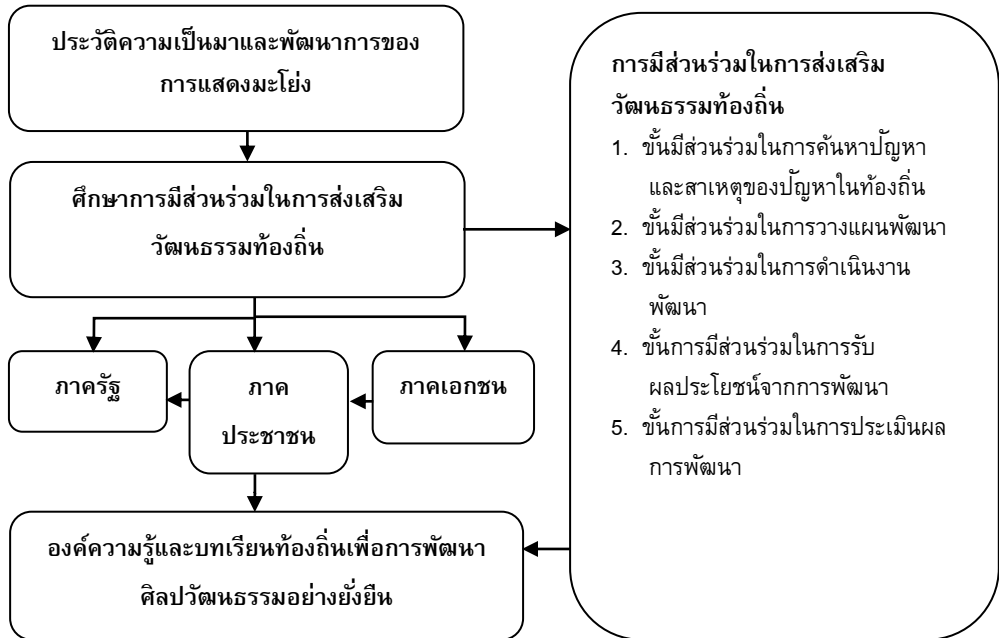 ประวัติความเป็นมาและพัฒนาการของ
การแสดงมะโย่ง
ศึกษาการมีส่วนร่วมในการส่งเสริม
วัฒนธรรมท้องถิ่น
ภาครัฐ
ภาค
ประชาชน
ภาคเอกชน
องค์ความรู้และบทเรียนท้องถิ่นเพื่อการพัฒนา
ศิลปวัฒนธรรมอย่างยั่งยืน
การมีส่วนร่วมในการส่งเสริม
วัฒนธรรมท้องถิ่น
1. ขั้นมีส่วนร่วมในการค้นหาปัญหา
และสาเหตุของปัญหาในท้องถิ่น
2. ขั้นมีส่วนร่วมในการวางแผนพัฒนา
3. ขั้นมีส่วนร่วมในการดำเนินงาน
พัฒนา
4. ขั้นการมีส่วนร่วมในการรับ
ผลประโยชน์จากการพัฒนา
5. ขั้นการมีส่วนร่วมในการประเมินผล
การพัฒนา